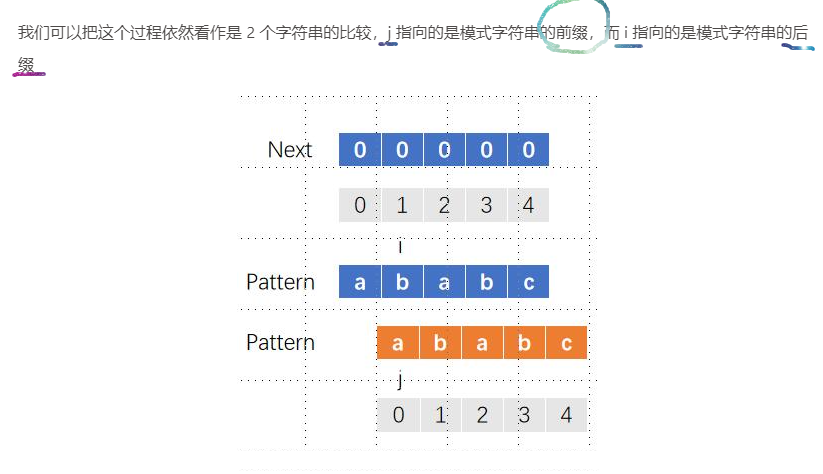 我们可以把这个过程依然看作是 2 个字符串的比较，j 指向的是模式字符串的前缀，而 i 指向的是模式字符串的后
缀
Next 0 0 0 0 0
0 1 2 3 4
i
Pattern a b a b c
Pattern a b a b c
j
0 1 2 3 4